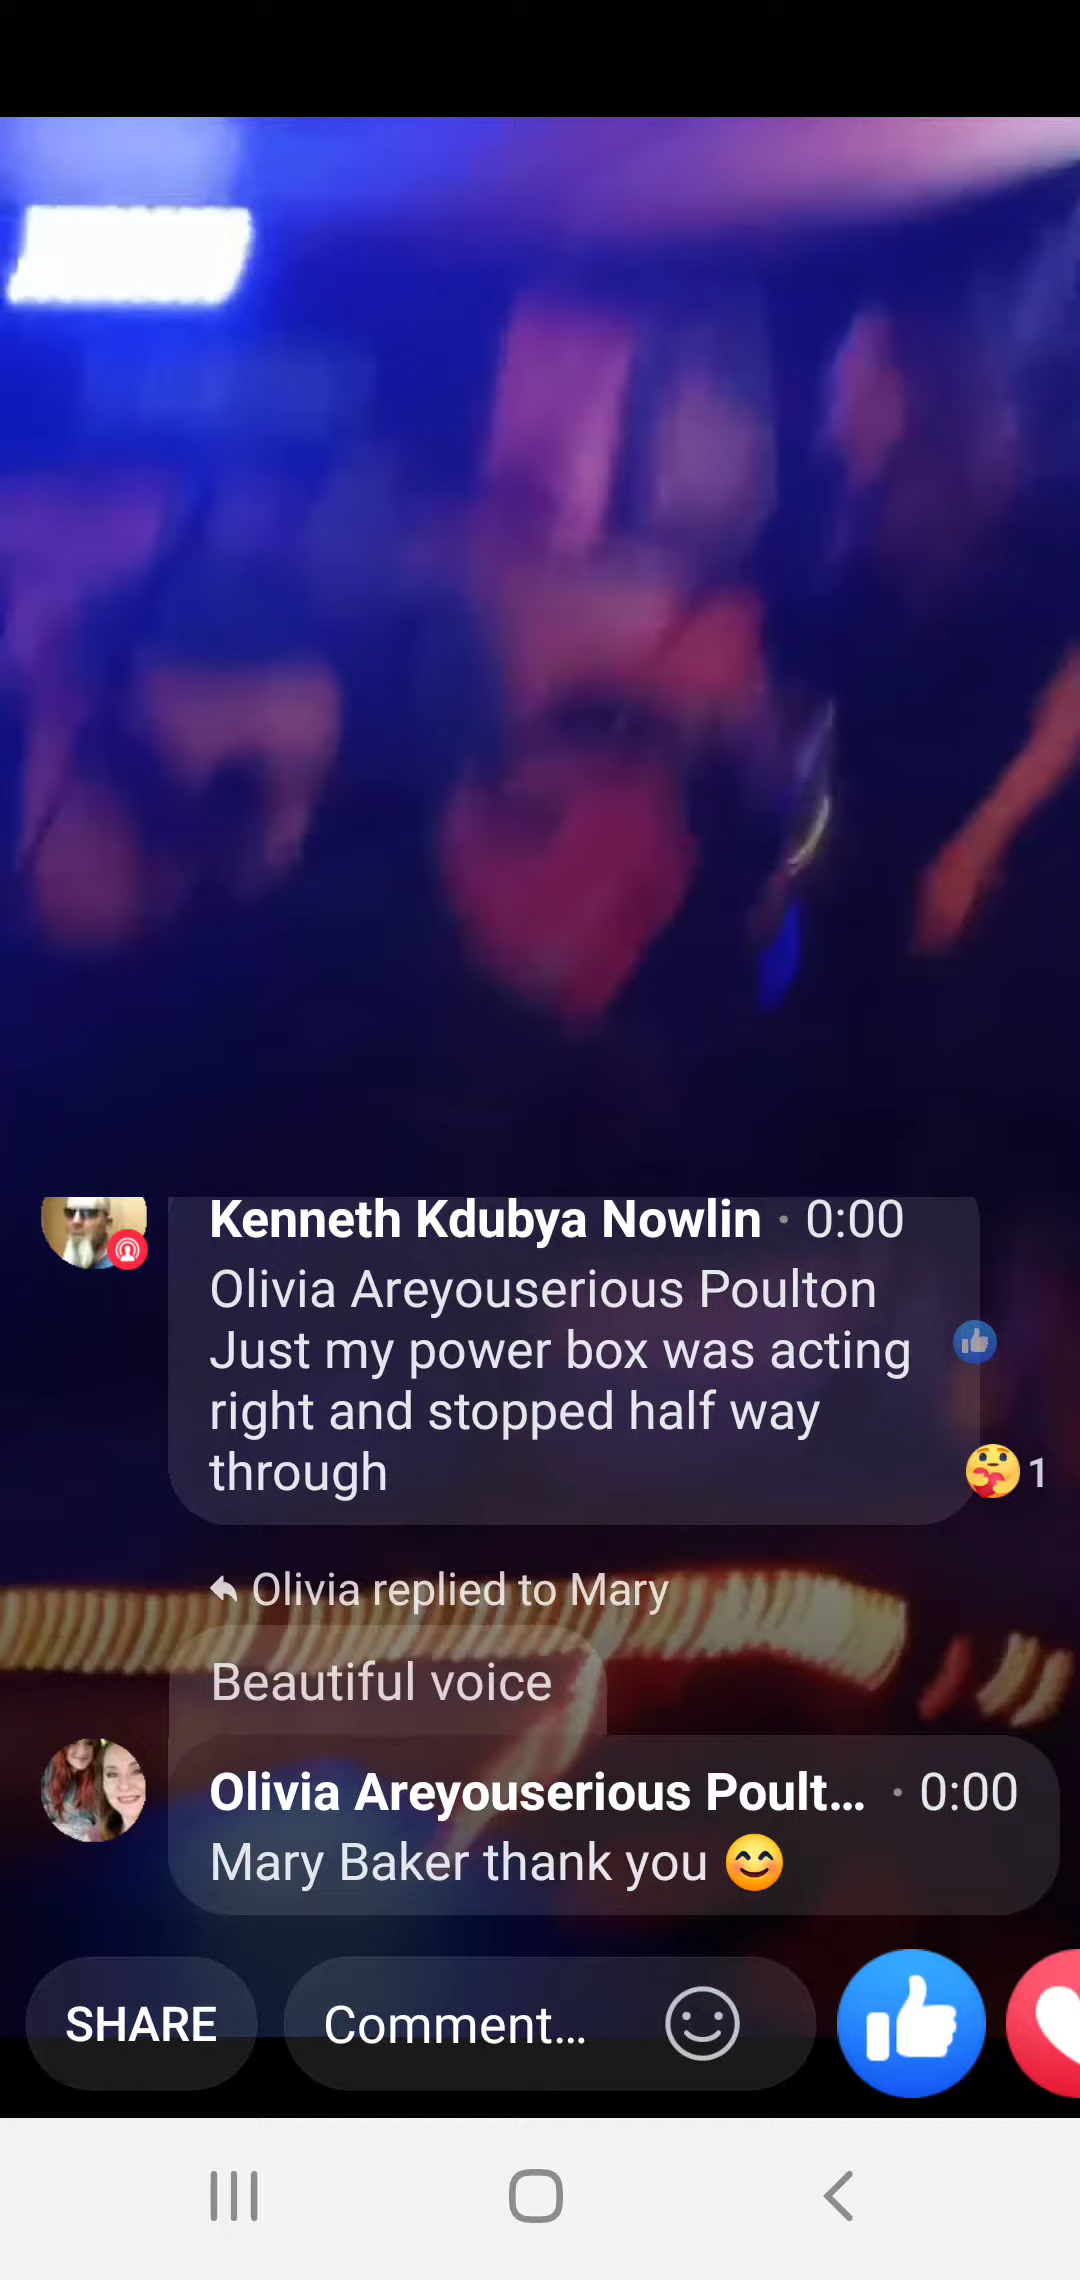 Kenneth Kdubya Nowlin · 0:00
Olivia Areyouserious Poulton
Just my power box was acting
right and stopped half way
through
1
Olivia replied to Mary
Beautiful voice
Olivia Areyouserious Poult... · 0:00
Mary Baker thank you 😊
SHARE
Comment...